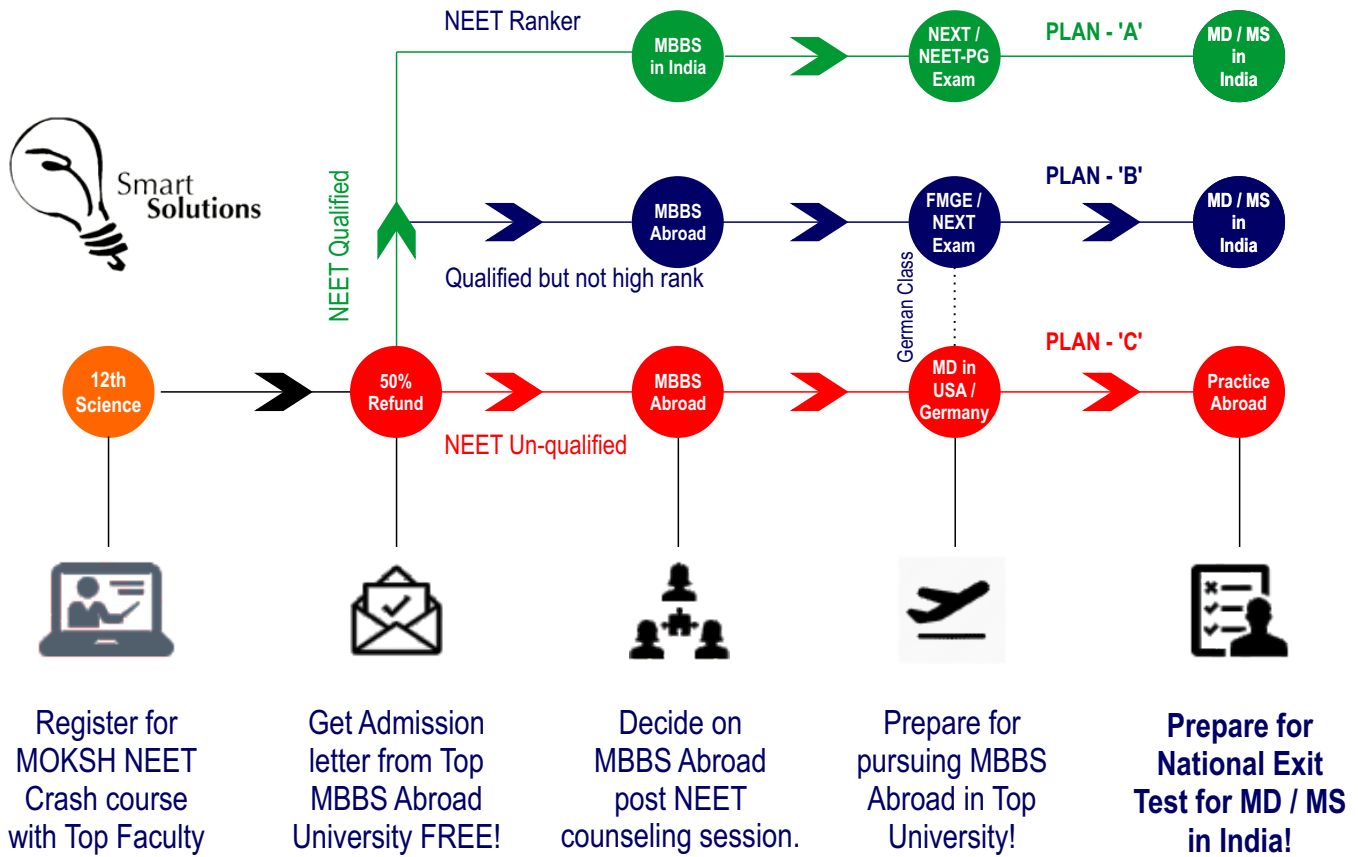 NEET Ranker
MBBS
in India
NEXT /
NEET-PG
Exam
PLAN - 'A'
MD / MS
in
India
Smart
Solutions
NEET Qualified
MBBS
Abroad
FMGE /
NEXT
Exam
PLAN - 'B'
MD / MS
in
India
Qualified but not high rank
German Class
12th
Science
50%
Refund
MBBS
Abroad
MD in
USA /
Germany
PLAN - 'C'
Practice
Abroad
NEET Un-qualified
Register for
MOKSH NEET
Crash course
with Top Faculty
Get Admission
letter from Top
MBBS Abroad
University FREE!
Decide on
MBBS Abroad
post NEET
counseling session.
Prepare for
pursuing MBBS
Abroad in Top
University!
Prepare for
National Exit
Test for MD / MS
in India!